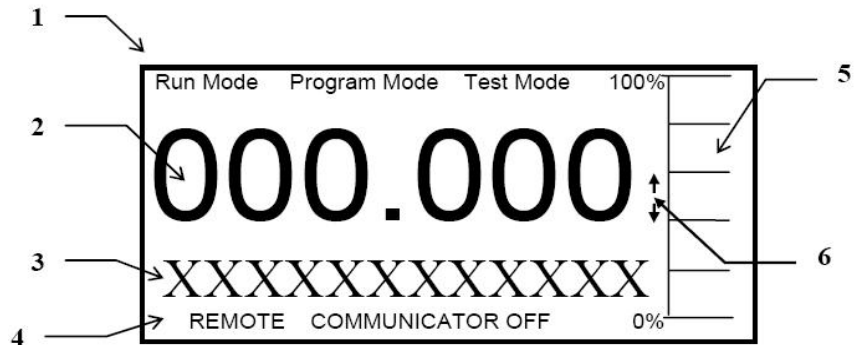 1
Run Mode Program Mode Test Mode 100%
5
2
000.000
6
3
XXXXXXXXXXXXX
4
REMOTE COMMUNICATOR OFF 0%